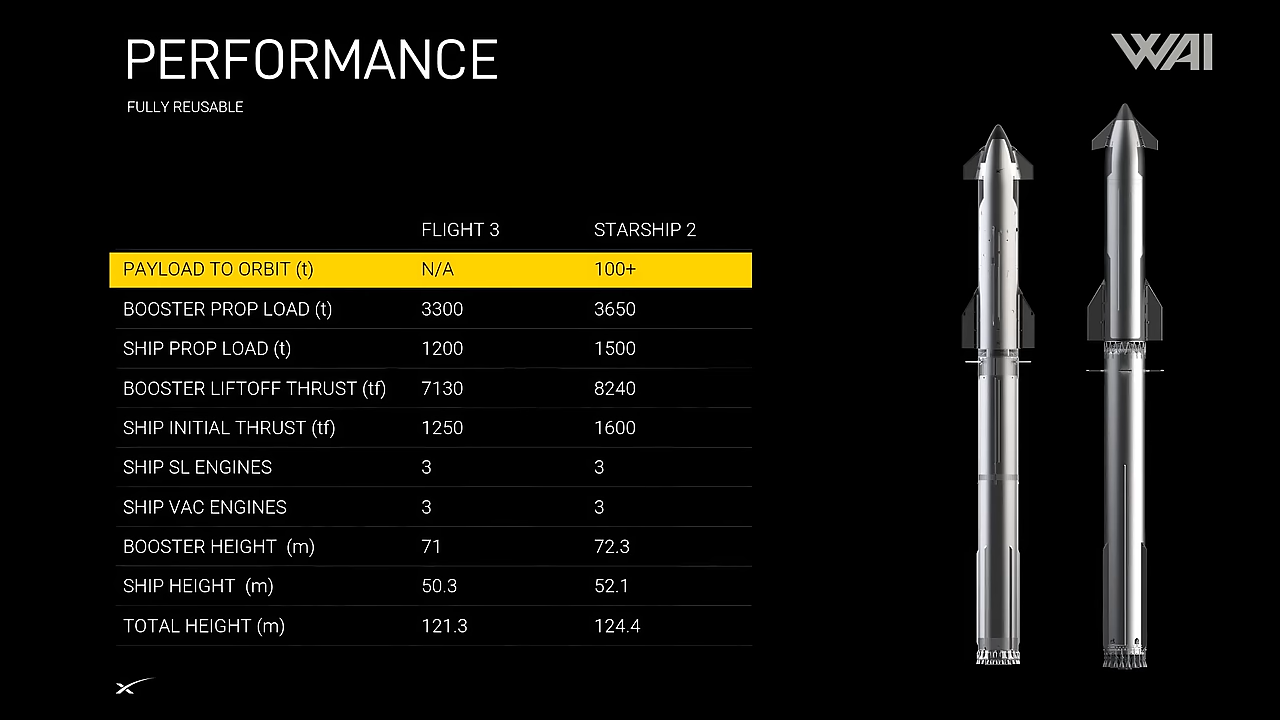 PERFORMANCE
WAI
FULLY REUSABLE
FLIGHT 3 STARSHIP 2
PAYLOAD TO ORBIT (t) N/A 100+
BOOSTER PROP LOAD (t) 3300 3650
SHIP PROP LOAD (t) 1200 1500
BOOSTER LIFTOFF THRUST (tf) 7130 8240
SHIP INITIAL THRUST (tf) 1250 1600
SHIP SL ENGINES 3 3
SHIP VAC ENGINES 3 3
BOOSTER HEIGHT (m) 71 72.3
SHIP HEIGHT (m) 50.3 52.1
TOTAL HEIGHT (m) 121.3 124.4
X